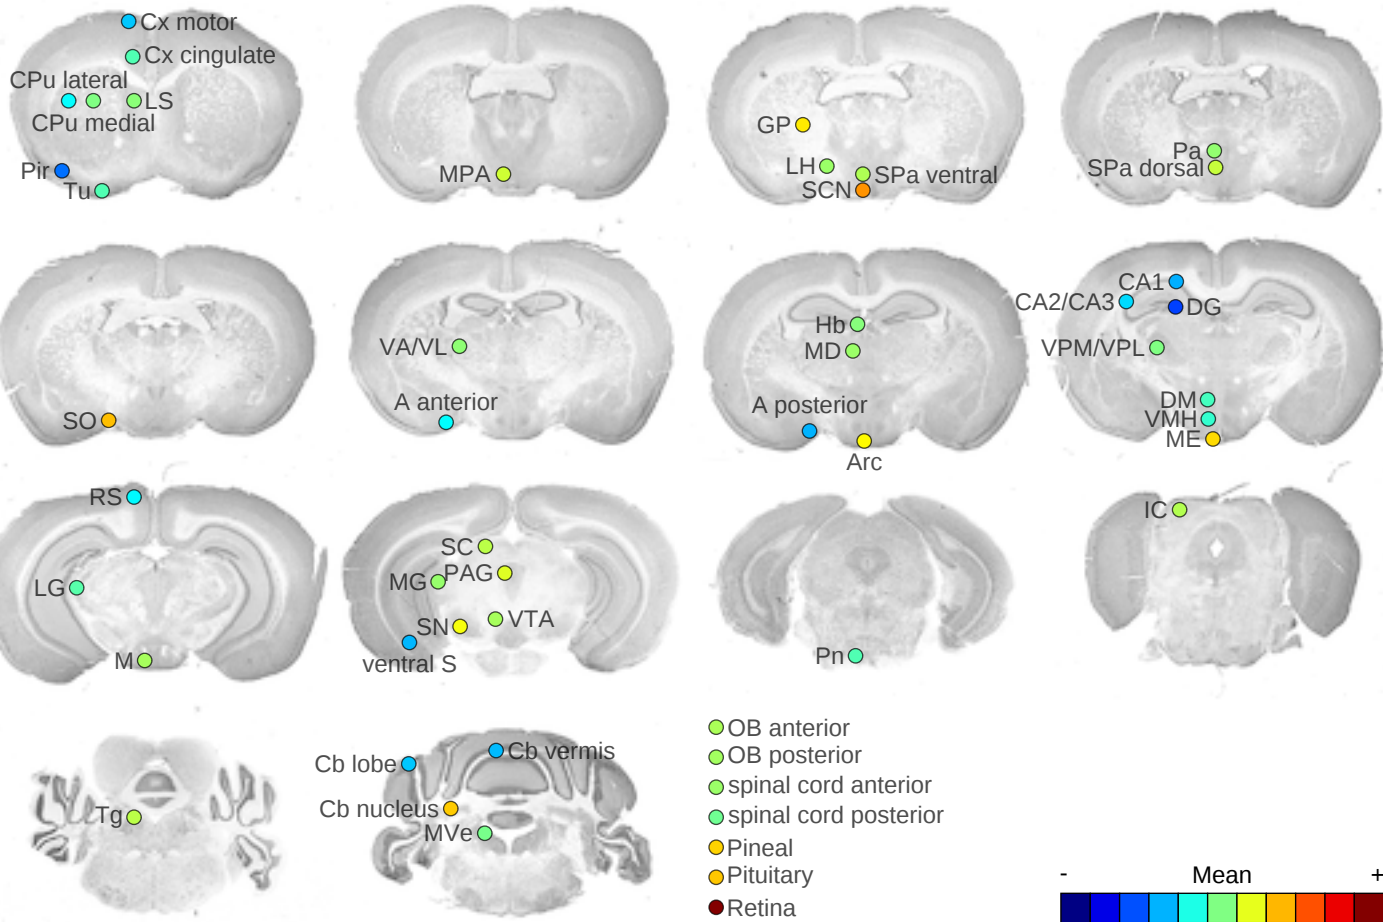 Cx motor
Cx cingulate
CPu lateral
LS
CPu medial
Pir
Tu
MPA
GP
LH
SPa ventral
SCN
Pa
SPa dorsal
SO
VA/VL
A anterior
Hb
MD
A posterior
Arc
CA1
CA2/CA3
DG
VPM/VPL
DM
VMH
ME
RS
LG
M
SC
PAG
MG
VTA
SN
ventral S
Pn
IC
Tg
Cb lobe
Cb vermis
Cb nucleus
MVe
OB anterior
OB posterior
spinal cord anterior
spinal cord posterior
Pineal
Pituitary
Retina
- Mean +